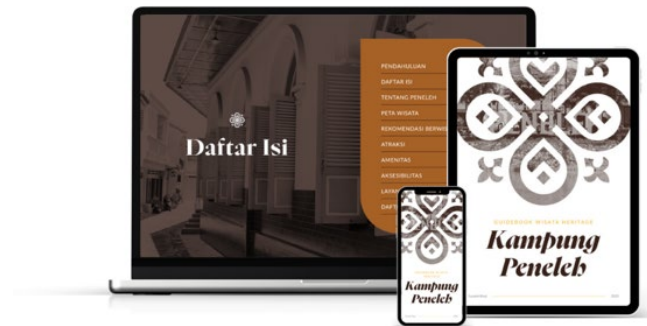 Daftar Isi
PENDAHULUAN
DAFTAR ISI
TENTANG PENELEH
PETA WISATA
REKOMENDASI
ATRAKSI
AMENITAS
AKSESIBILITAS
GUIDEBOOK WISATA HERITAGE
Kampung
Peneleh
Kampung
Peneleh